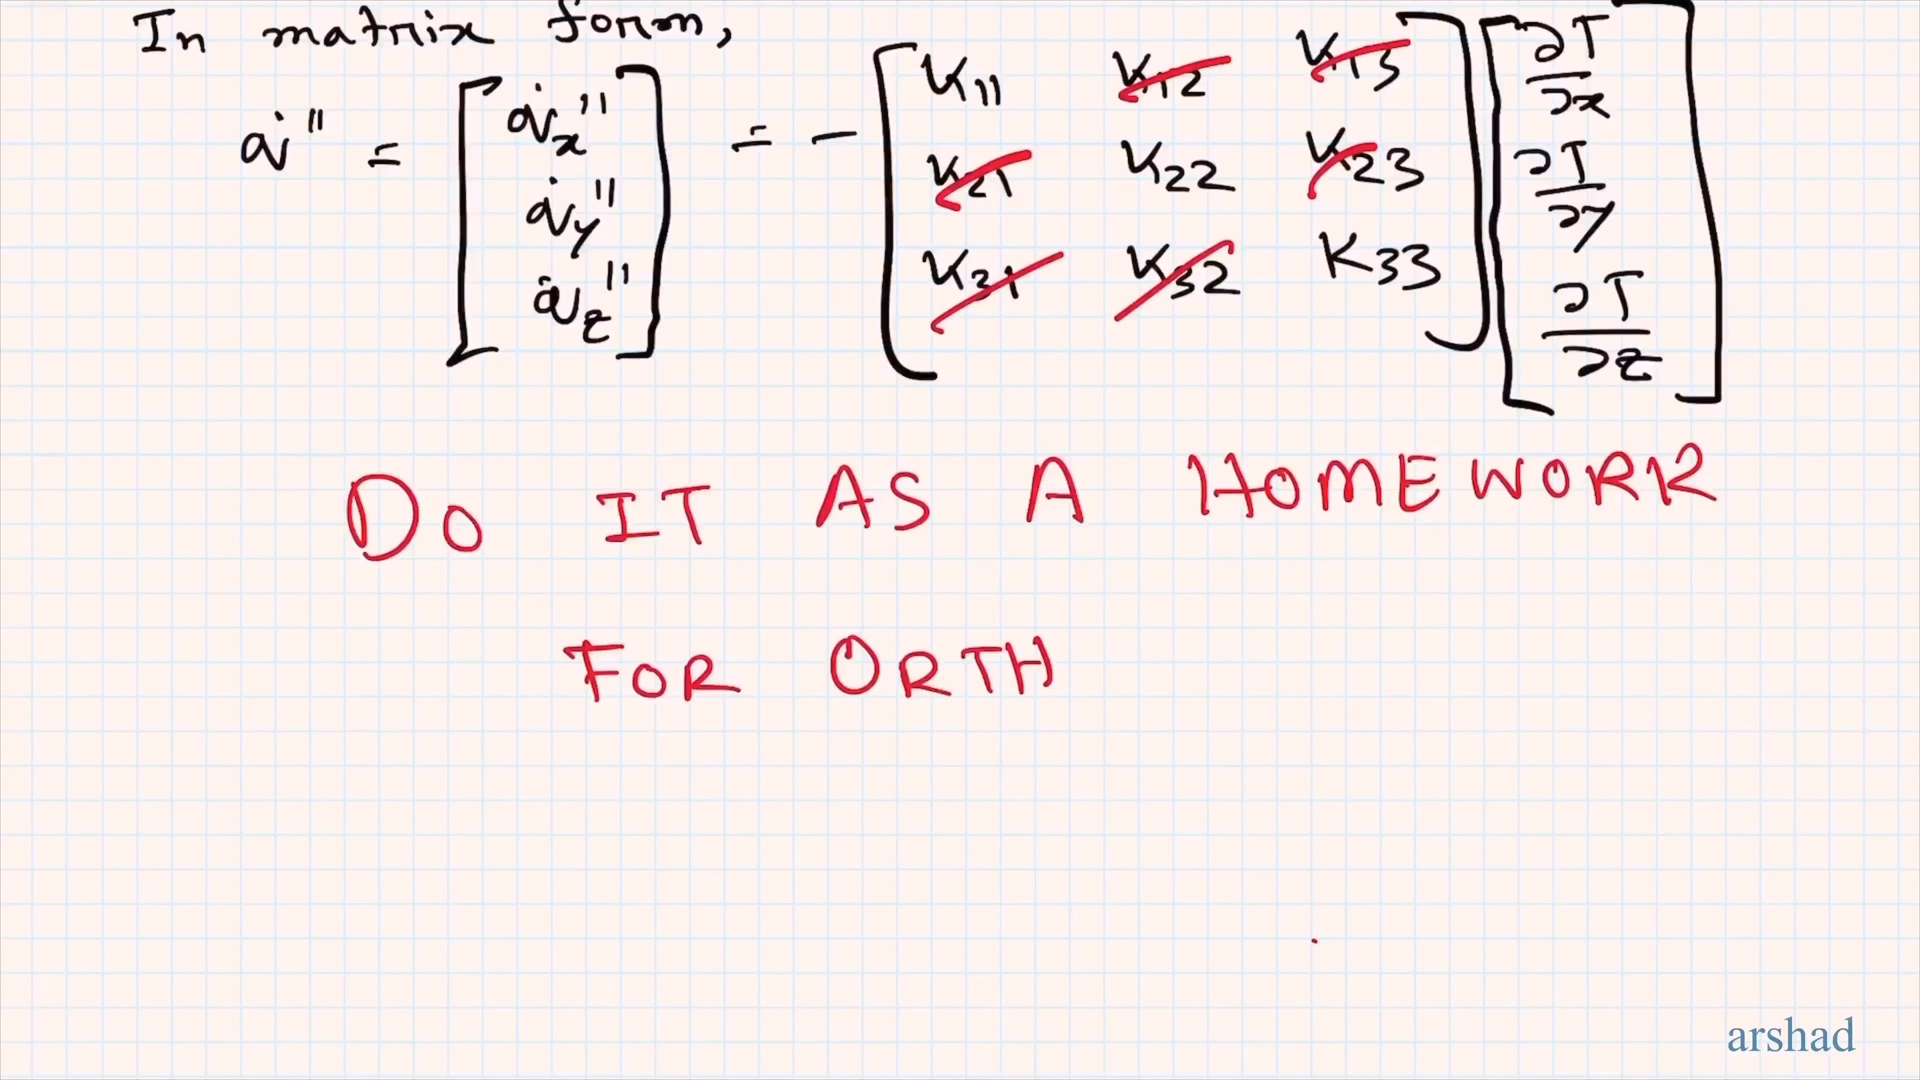 In matrix form,
q̇" = [q̇x" q̇y" q̇z"] = - [K11 K12 K13 K21 K22 K23 K31 K32 K33] [∂T/∂x ∂T/∂y ∂T/∂z]
DO IT AS A HOMEWORK
FOR ORTH
arshad